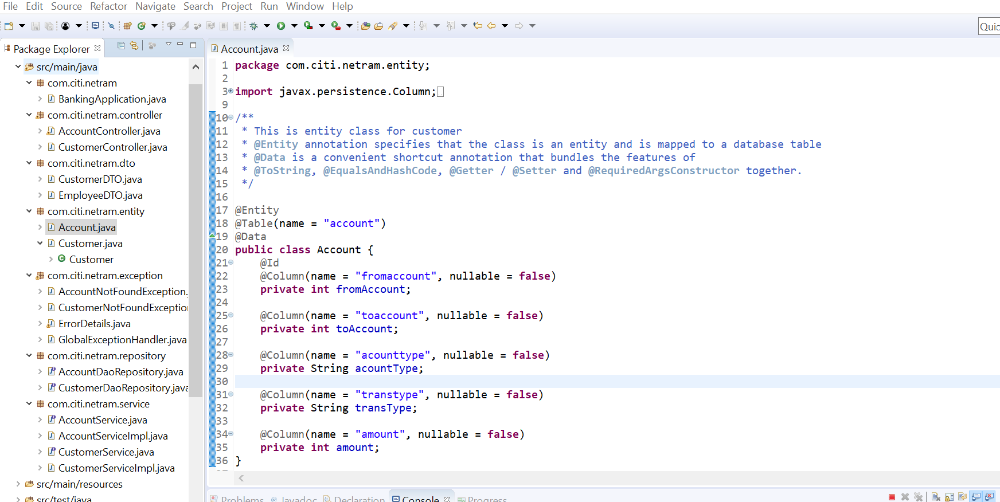 File Edit Source Refactor Navigate Search Project Run Window Help
Quic
Package Explorer
src/main/java
com.citi.netram
BankingApplication.java
com.citi.netram.controller
AccountController.java
CustomerController.java
com.citi.netram.dto
CustomerDTO.java
EmployeeDTO.java
com.citi.netram.entity
Account.java
Customer.java
Customer
com.citi.netram.exception
AccountNotFoundException.
CustomerNotFoundExceptio
ErrorDetails.java
GlobalExceptionHandler.java
com.citi.netram.repository
AccountDaoRepository.java
CustomerDaoRepository.java
com.citi.netram.service
AccountService.java
AccountServiceImpl.java
CustomerService.java
CustomerServiceImpl.java
src/main/resources
src/test/java
Account.java
1 package com.citi.netram.entity;
2
3 import javax.persistence.Column;
9
10 /**
11 * This is entity class for customer
12 * @Entity annotation specifies that the class is an entity and is mapped to a database table
13 * @Data is a convenient shortcut annotation that bundles the features of
14 * @ToString, @EqualsAndHashCode, @Getter / @Setter and @RequiredArgsConstructor together.
15 */
16
17 @Entity
18 @Table(name = "account")
19 @Data
20 public class Account {
21 @Id
22 @Column(name = "fromaccount", nullable = false)
23 private int fromAccount;
24
25 @Column(name = "toaccount", nullable = false)
26 private int toAccount;
27
28 @Column(name = "acounttype", nullable = false)
29 private String acountType;
30
31 @Column(name = "transtype", nullable = false)
32 private String transType;
33
34 @Column(name = "amount", nullable = false)
35 private int amount;
36 }
Problems @ Javadoc Declaration Console Progress